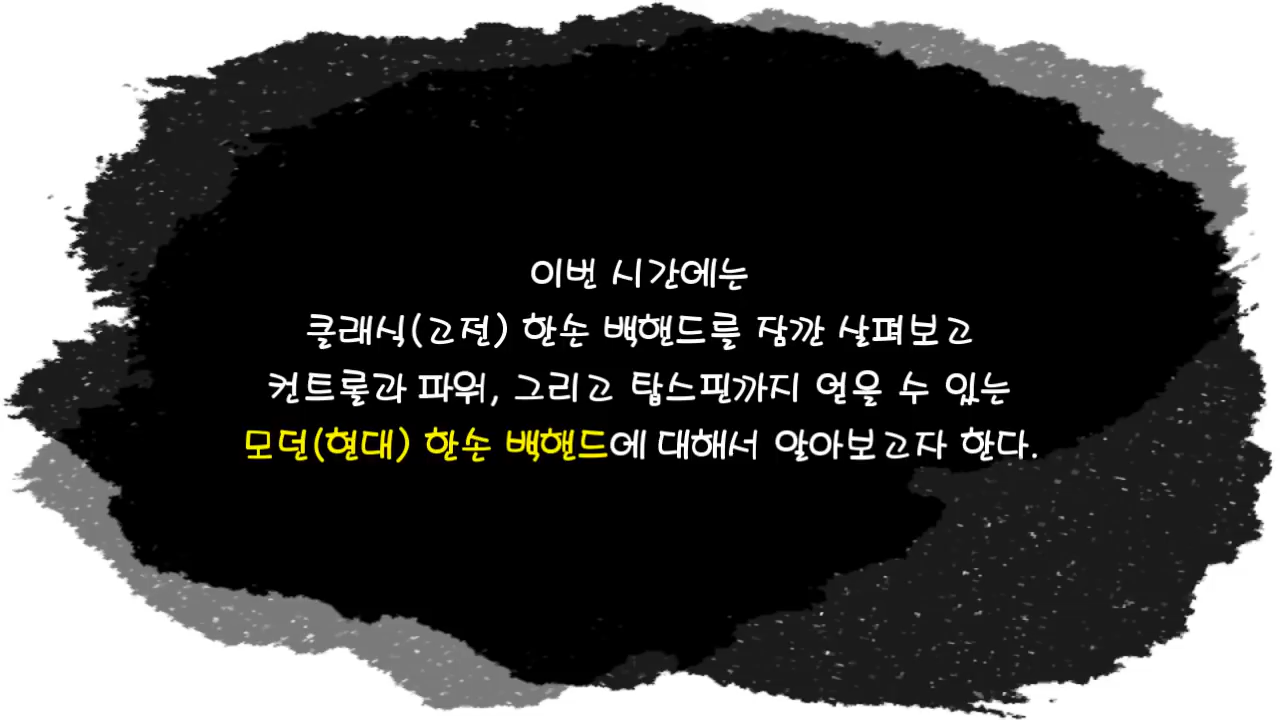 이번 시간에는
클래식(고전) 한손 백핸드를 잠깐 살펴보고
컨트롤과 파워, 그리고 탑스핀까지 얻을 수 있는
모던(현대) 한손 백핸드에 대해서 알아보고자 한다.